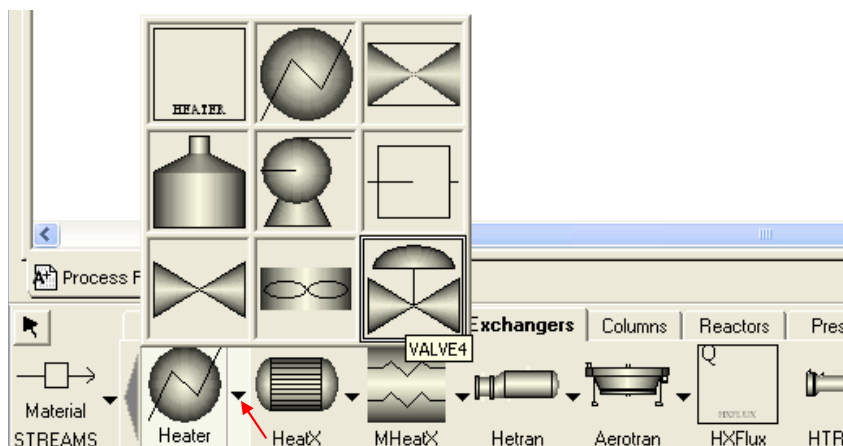 HEATER
Process F
Exchangers
Columns
Reactors
Pres
VALVE4
Q
HXFLUX
Material
STREAMS
Heater
HeatX
MHeatX
Hetran
Aerotran
HXFlux
HTR